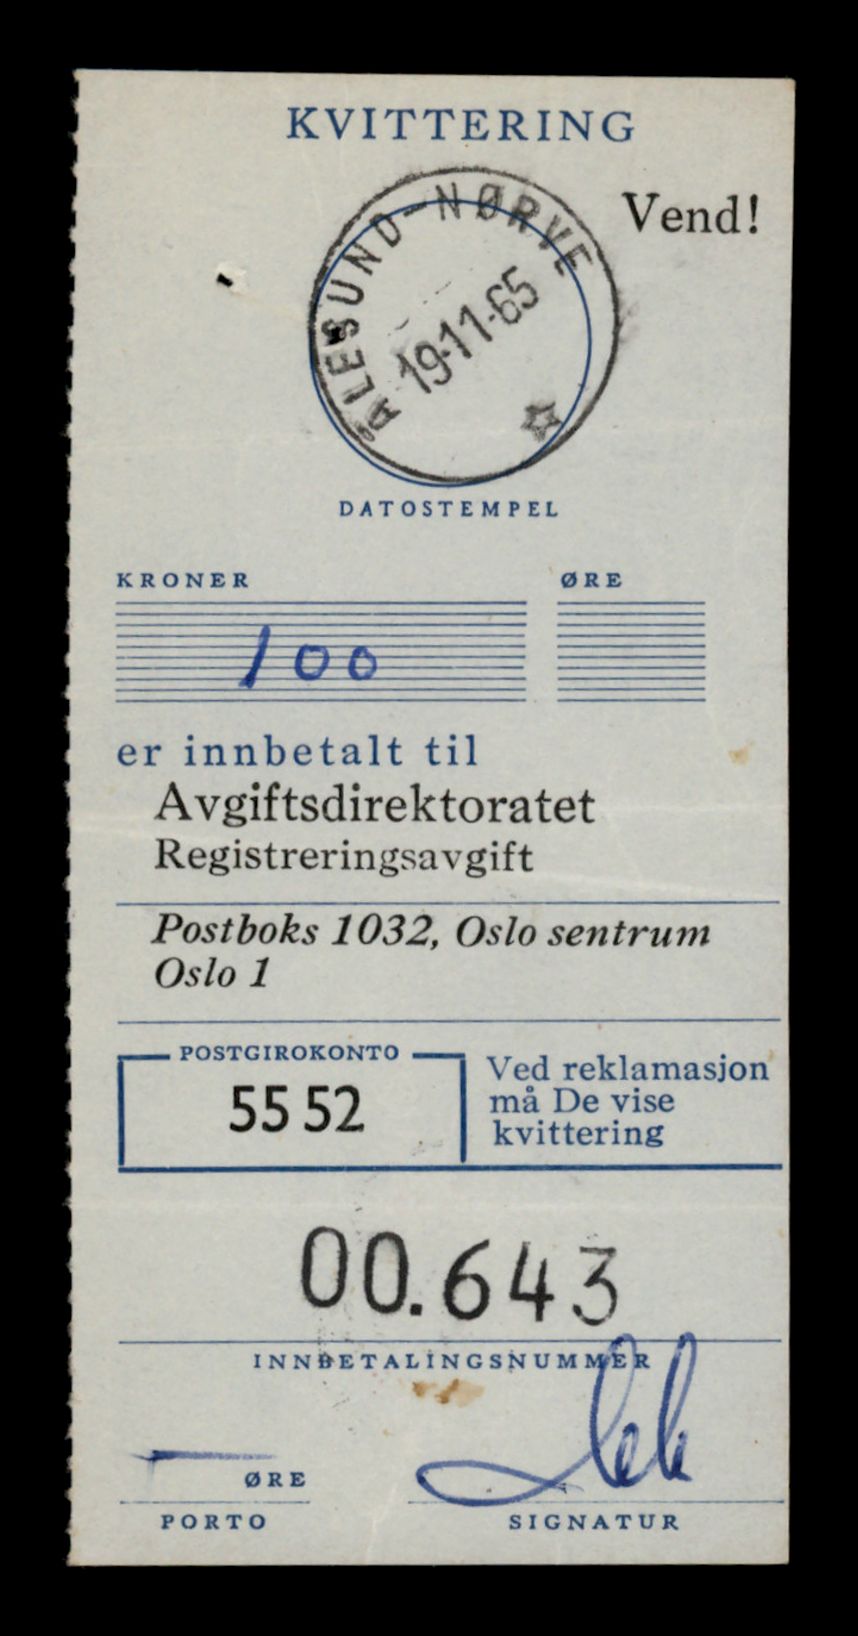 KVITTERING
Vend!
ÅLESUND-NØRVE
19-11-65
DATOSTEMPEL
KRONER ØRE
100
er innbetalt til
Avgiftsdirektoratet
Registreringsavgift
Postboks 1032, Oslo sentrum
Oslo 1
POSTGIROKONTO
55 52
Ved reklamasjon
må De vise
kvittering
00.643
INNBETALINGSNUMMER
ØRE
PORTO
SIGNATUR